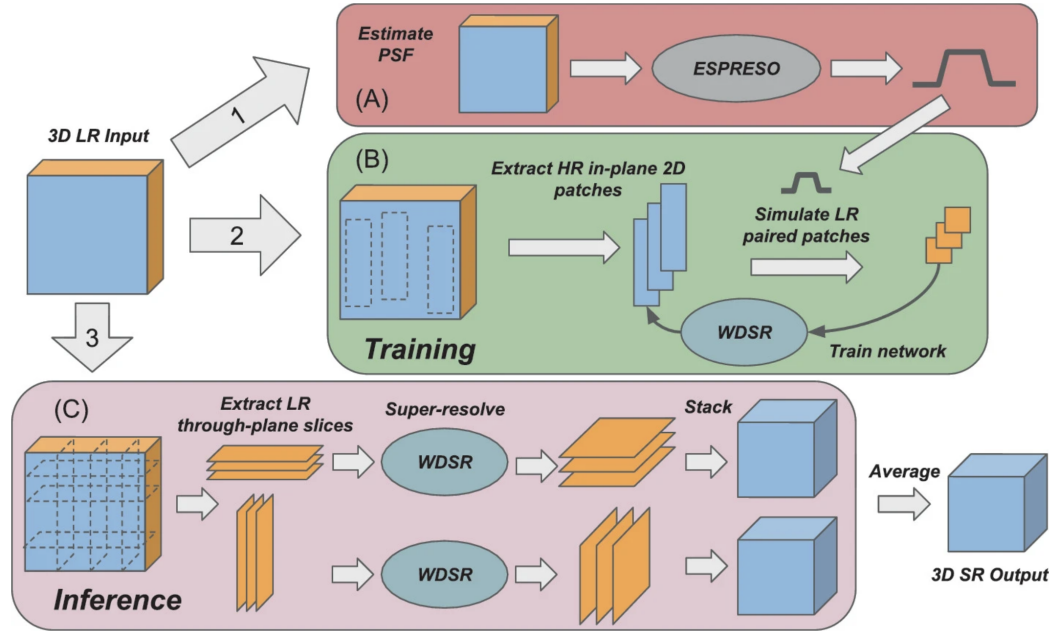 Estimate
PSF
ESPRESO
(A)
1
3D LR Input
(B)
Extract HR in-plane 2D
patches
Simulate LR
paired patches
2
WDSR
Train network
Training
3
(C)
Extract LR
through-plane slices
Super-resolve
Stack
WDSR
Average
WDSR
3D SR Output
Inference